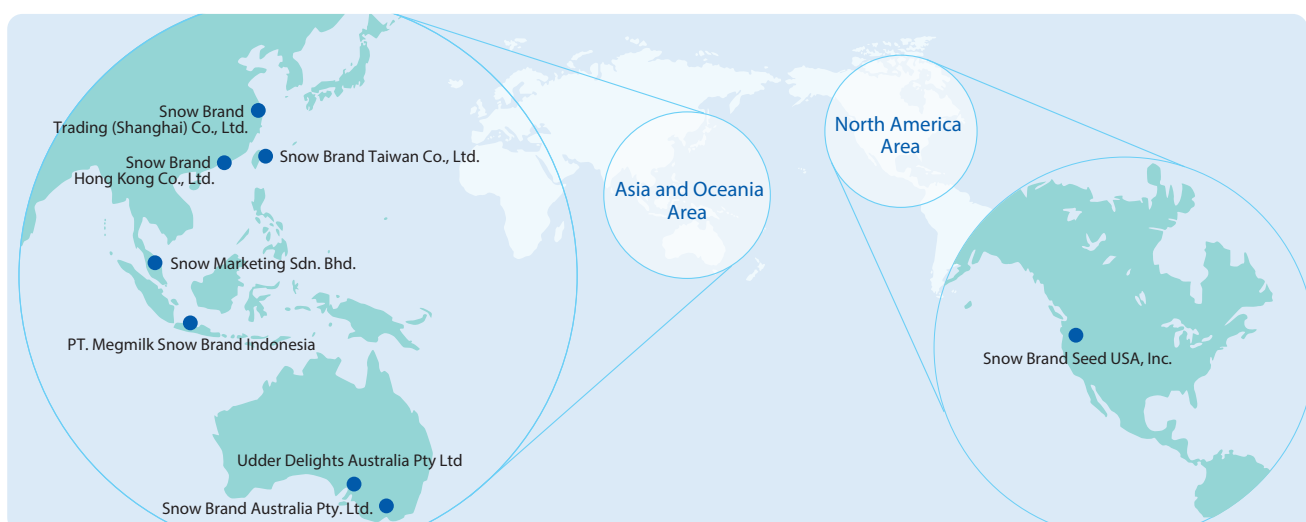 Snow Brand
Trading (Shanghai) Co., Ltd.
Snow Brand
Hong Kong Co., Ltd.
Snow Brand Taiwan Co., Ltd.
Snow Marketing Sdn. Bhd.
PT. Megmilk Snow Brand Indonesia
Udder Delights Australia Pty Ltd
Snow Brand Australia Pty. Ltd.
Asia and Oceania
Area
North America
Area
Snow Brand Seed USA, Inc.